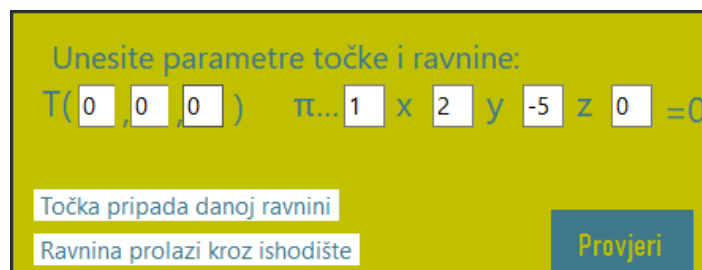 Unesite parametre točke i ravnine:
T( 0 , 0 , 0 ) π... 1 x 2 y -5 z 0 =0
Točka pripada danoj ravnini
Ravnina prolazi kroz ishodište
Provjeri